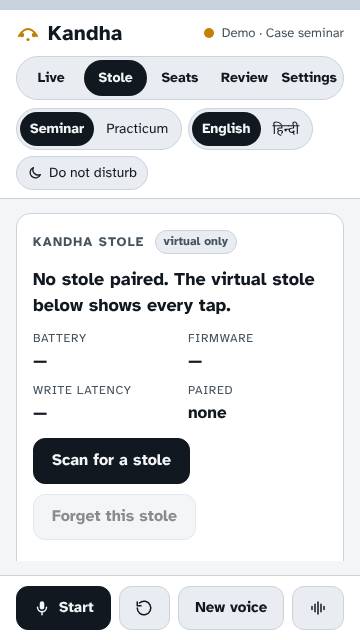 Kandha
Demo · Case seminar
Live Stole Seats Review Settings
Seminar Practicum English हिन्दी
Do not disturb
KANDHA STOLE virtual only
No stole paired. The virtual stole
below shows every tap.
BATTERY FIRMWARE
— —
WRITE LATENCY PAIRED
— none
Scan for a stole
Forget this stole
Start New voice